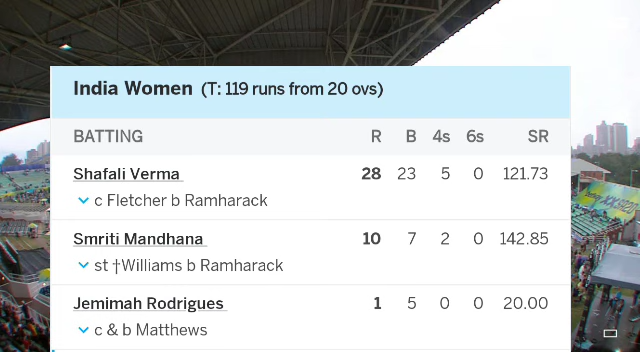 India Women (T: 119 runs from 20 ovs)
BATTING R B 4s 6s SR
Shafali Verma 28 23 5 0 121.73
c Fletcher b Ramharack
Smriti Mandhana 10 7 2 0 142.85
st †Williams b Ramharack
Jemimah Rodrigues 1 5 0 0 20.00
c & b Matthews